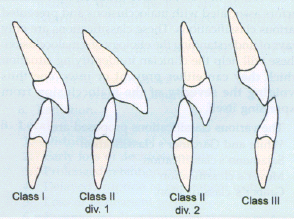 Class I
Class II
div. 1
Class II
div. 2
Class III